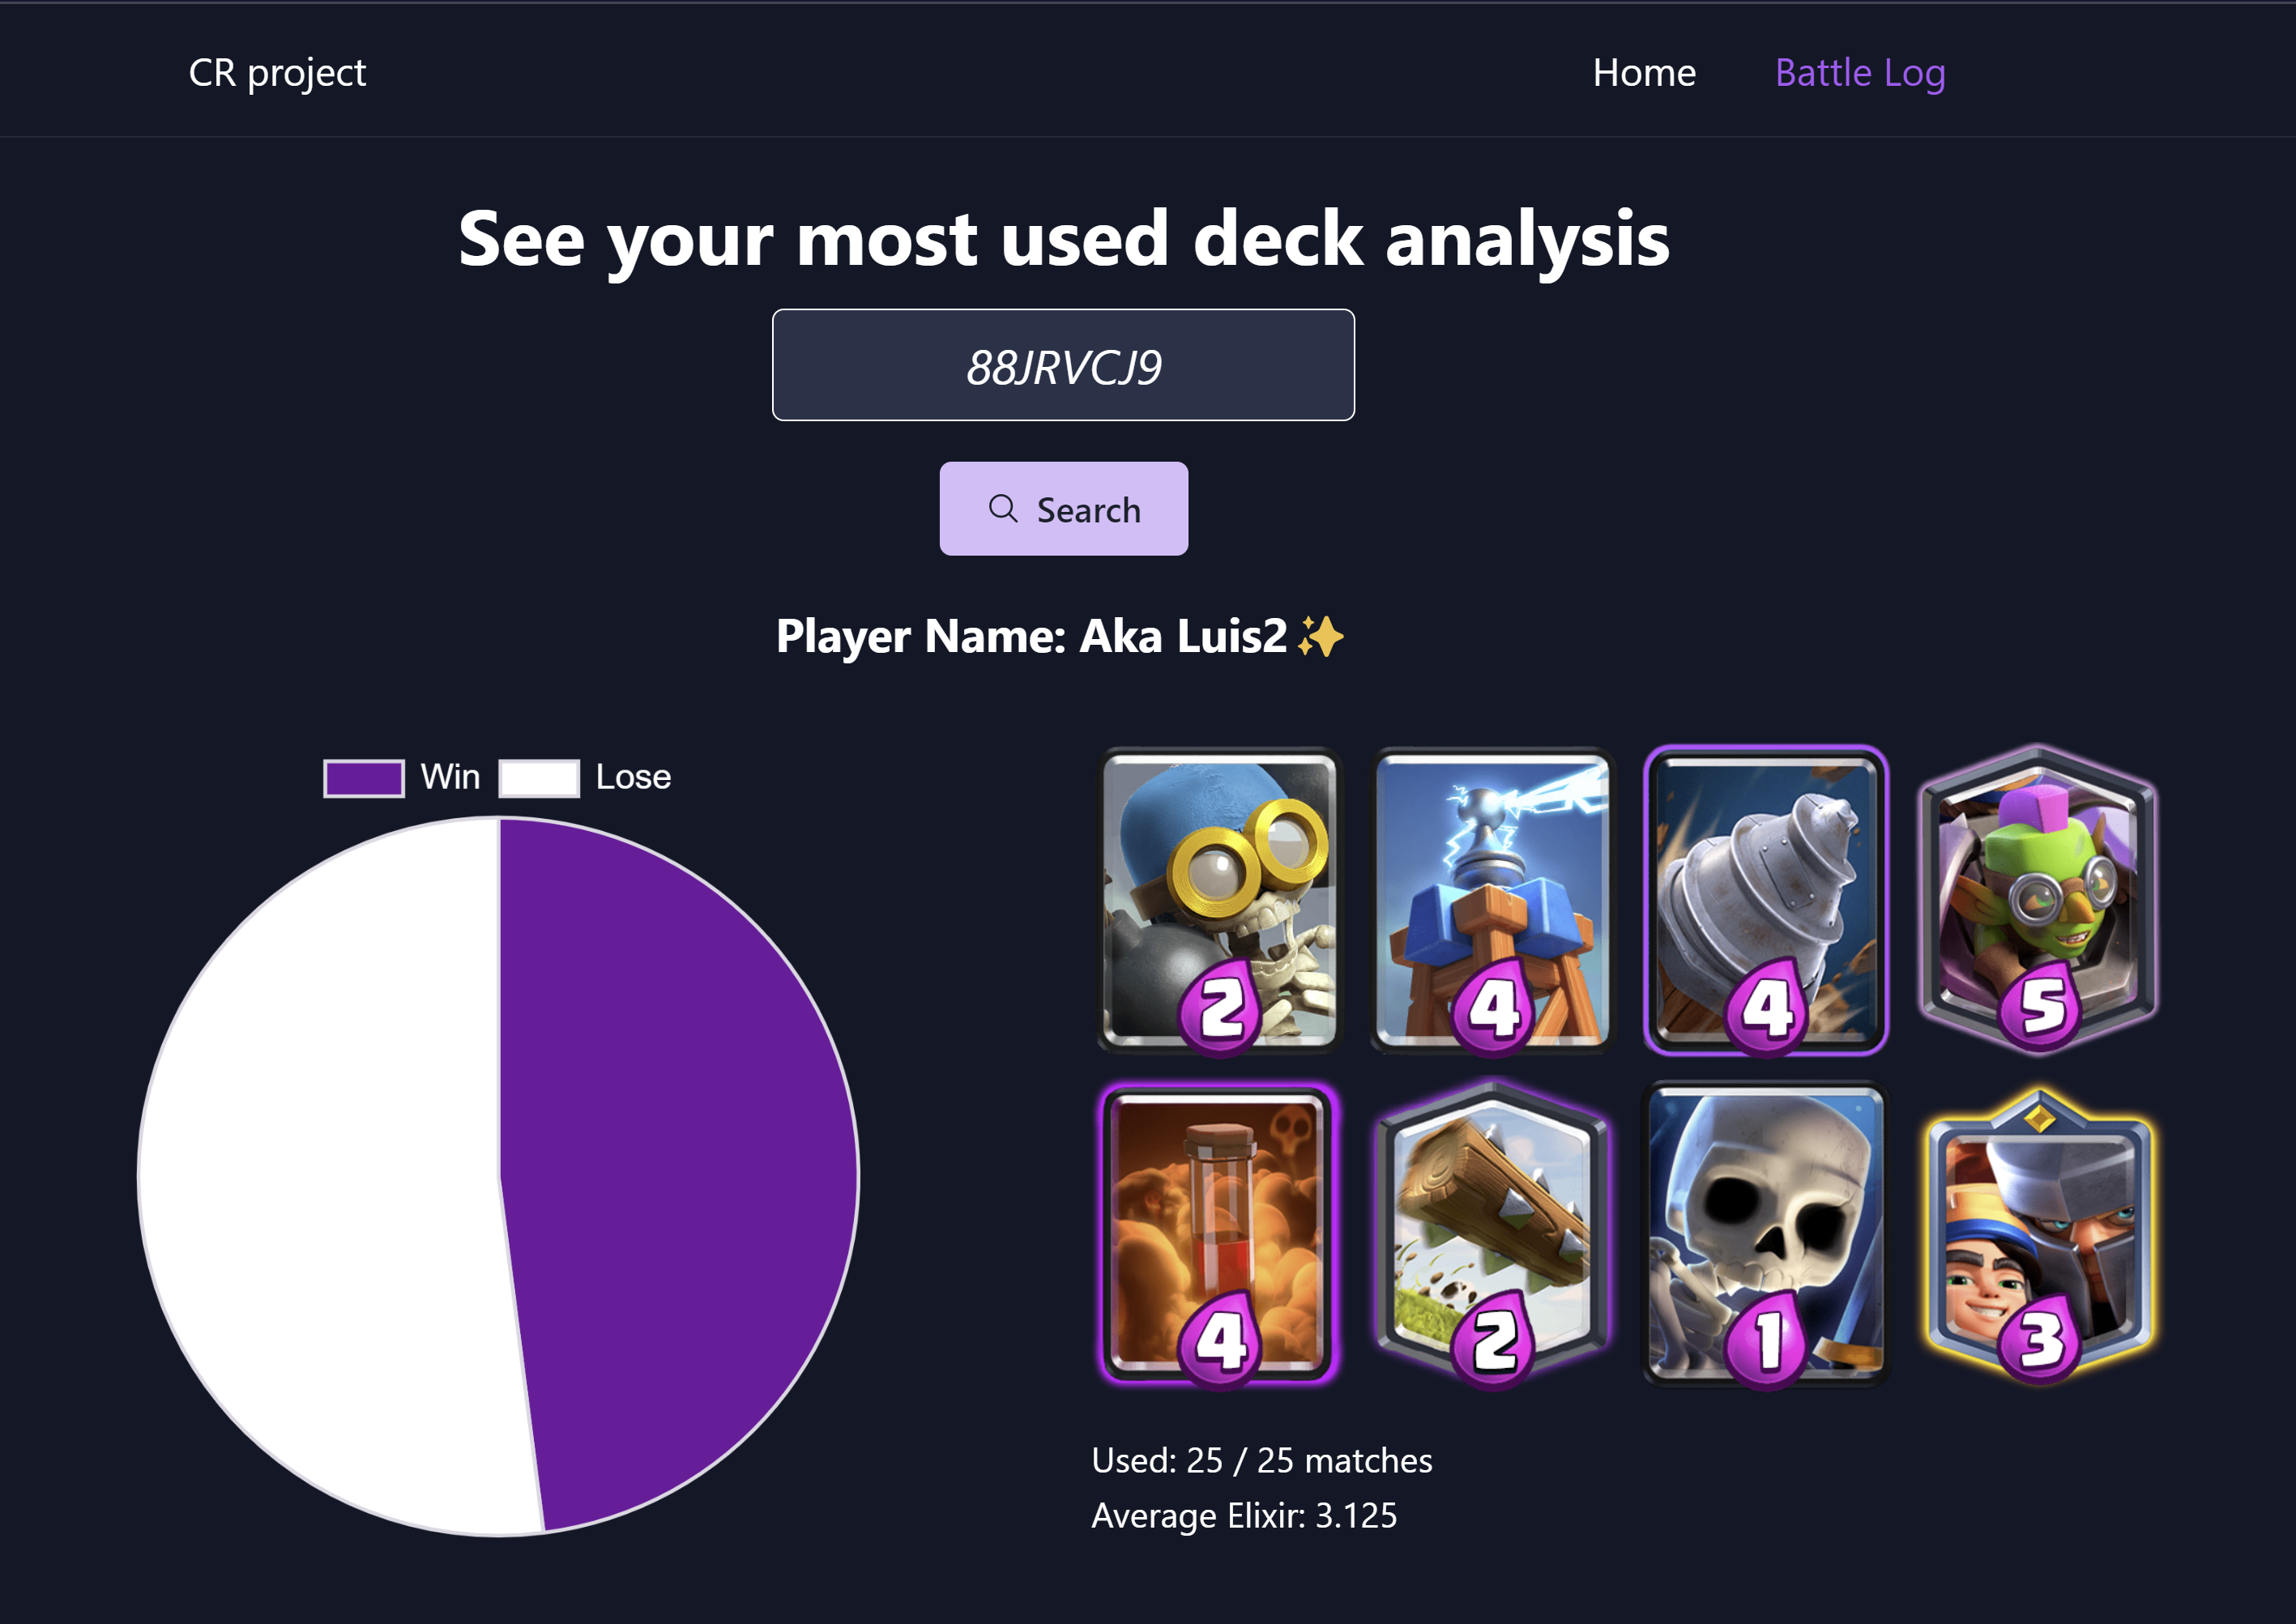 CR project Home Battle Log
See your most used deck analysis
88JRVCJ9
Search
Player Name: Aka Luis2✨
Win Lose
2 4 4 5
4 2 1 3
Used: 25 / 25 matches
Average Elixir: 3.125